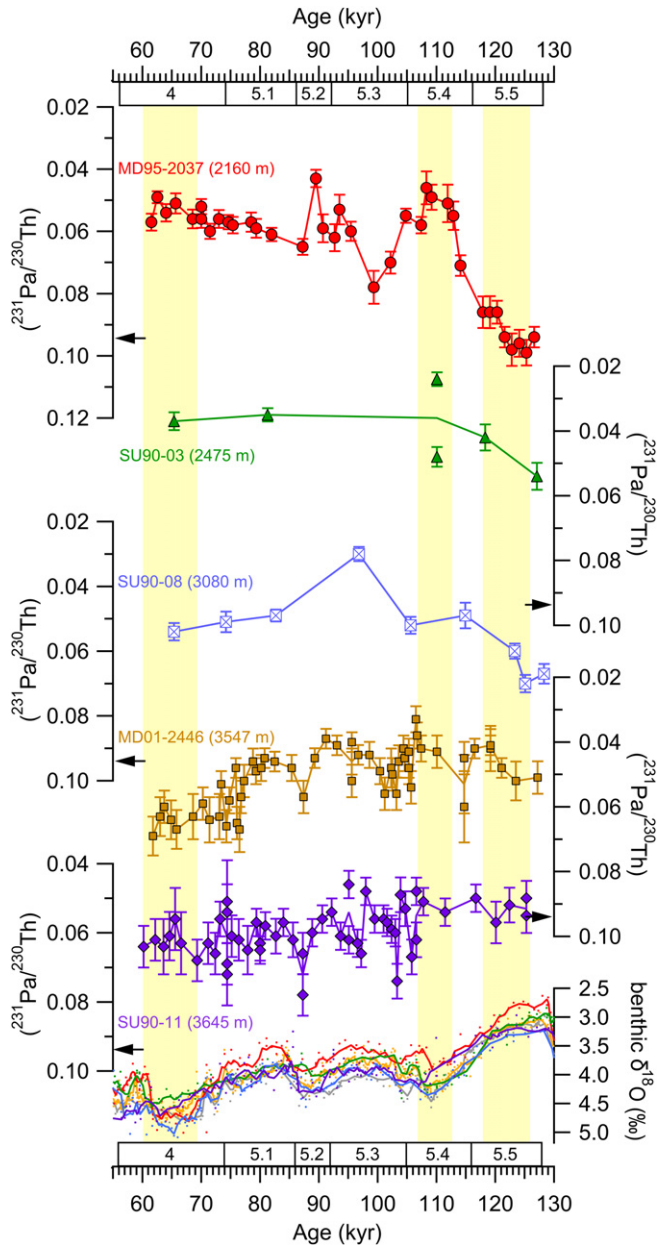 Age (kyr)
60 70 80 90 100 110 120 130
4 5.1 5.2 5.3 5.4 5.5
0.02
0.04
0.06
0.08
0.10
0.12
(²³¹Pa/²³⁰Th)
MD95-2037 (2160 m)
0.02
0.04
0.06
0.08
0.10
(²³¹Pa/²³⁰Th)
SU90-03 (2475 m)
0.02
0.04
0.06
0.08
0.10
(²³¹Pa/²³⁰Th)
SU90-08 (3080 m)
0.02
0.04
0.06
0.08
0.10
(²³¹Pa/²³⁰Th)
MD01-2446 (3547 m)
0.04
0.06
0.08
0.10
(²³¹Pa/²³⁰Th)
SU90-11 (3645 m)
2.5
3.0
3.5
4.0
4.5
5.0
benthic δ¹⁸O (‰)
4 5.1 5.2 5.3 5.4 5.5
60 70 80 90 100 110 120 130
Age (kyr)